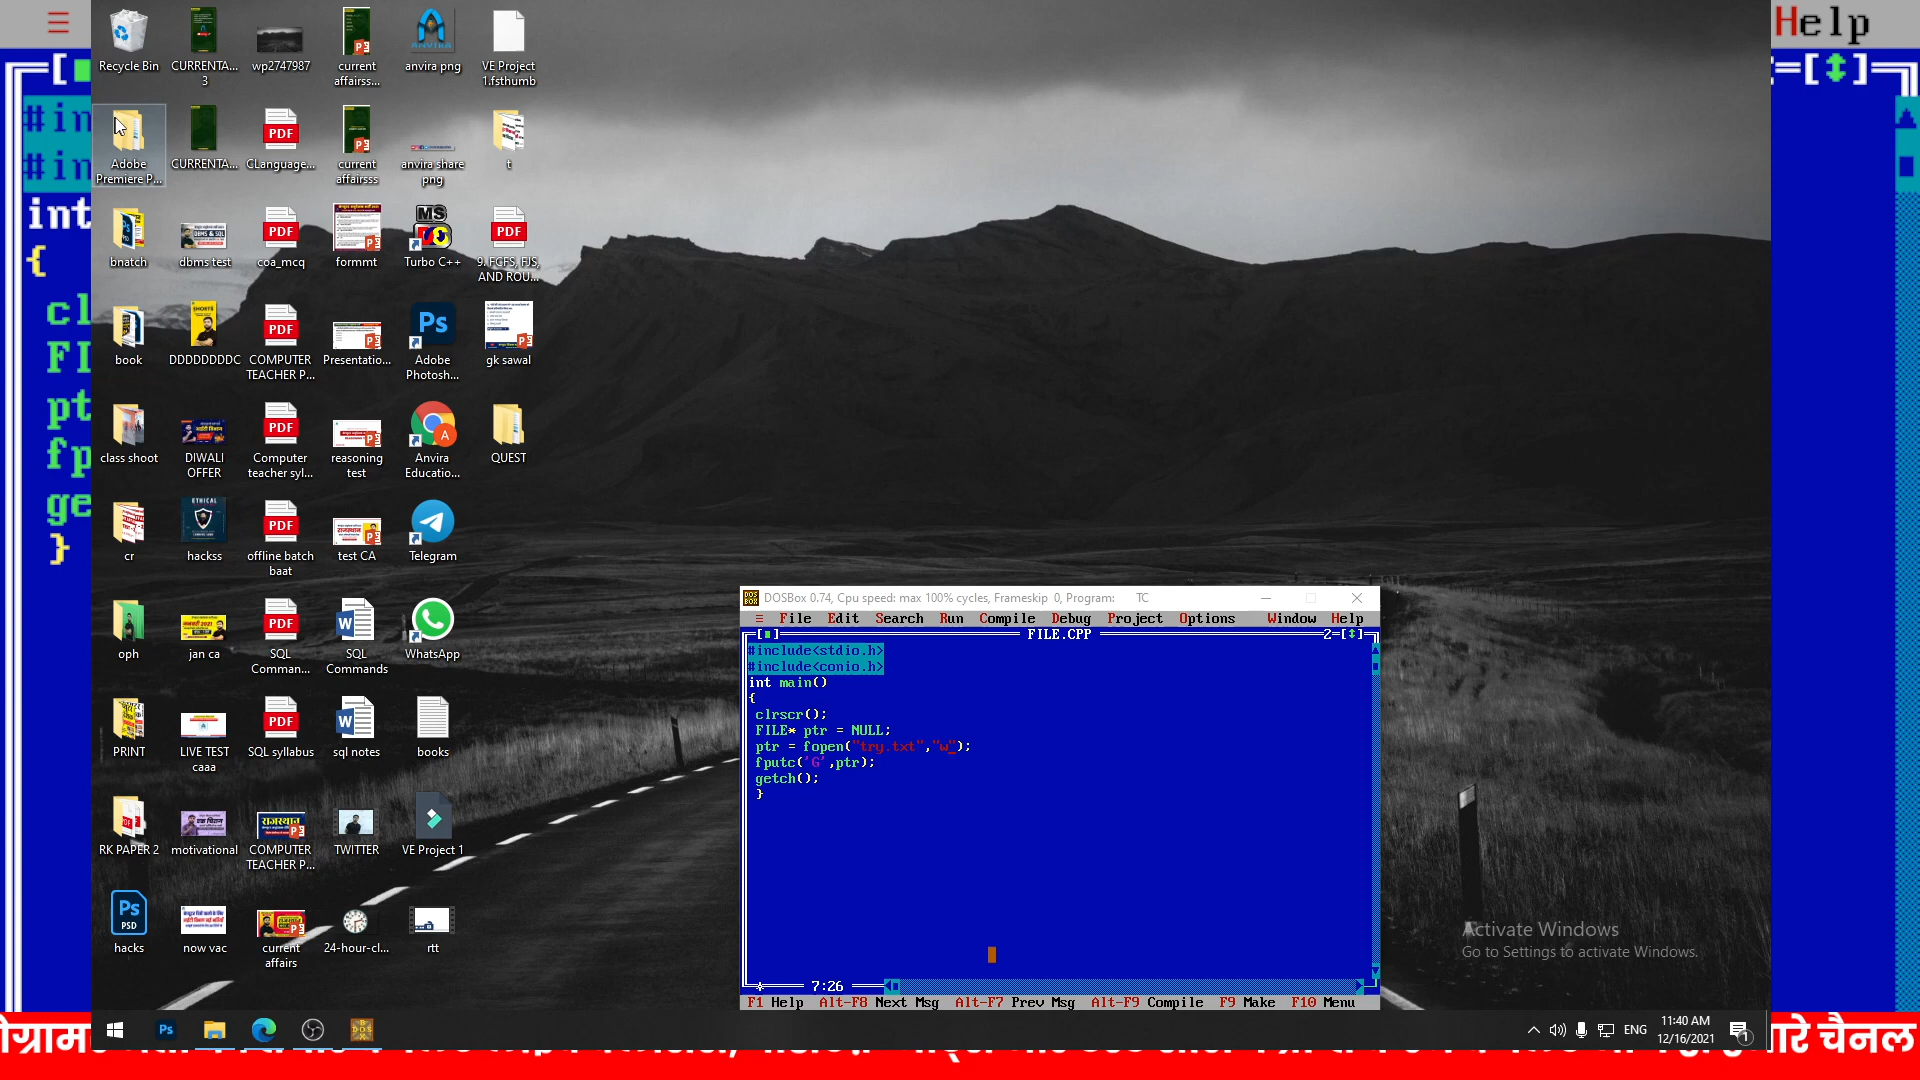 Help
#in
#in
int
{
cl
FI
pt
fp
ge
}
Recycle Bin
CURRENTA... 3
wp2747987
current affairss...
anvira png
VE Project 1.fsthumb
Adobe Premiere P...
CURRENTA...
CLanguage...
current affairsss
anvira share png
t
bnatch
dbms test
coa_mcq
formmt
Turbo C++
9. FCFS, FJS, AND ROU...
book
DDDDDDDDC
COMPUTER TEACHER P...
Presentatio...
Adobe Photosh...
gk sawal
class shoot
DIWALI OFFER
Computer teacher syl...
reasoning test
Anvira Educatio...
QUEST
cr
hackss
offline batch baat
test CA
Telegram
oph
jan ca
SQL Comman...
SQL Commands
WhatsApp
PRINT
LIVE TEST caaa
SQL syllabus
sql notes
books
RK PAPER 2
motivational
COMPUTER TEACHER P...
TWITTER
VE Project 1
hacks
now vac
current affairs
24-hour-cl...
rtt
DOSBox 0.74, Cpu speed: max 100% cycles, Frameskip 0, Program: TC
≡ File Edit Search Run Compile Debug Project Options Window Help
FILE.CPP 2=[↕]
#include<stdio.h>
#include<conio.h>
int main()
{
clrscr();
FILE* ptr = NULL;
ptr = fopen("try.txt","w");
fputc('G',ptr);
getch();
}
7:26
F1 Help Alt-F8 Next Msg Alt-F7 Prev Msg Alt-F9 Compile F9 Make F10 Menu
Activate Windows
Go to Settings to activate Windows.
ENG
11:40 AM
12/16/2021
1
चैनल